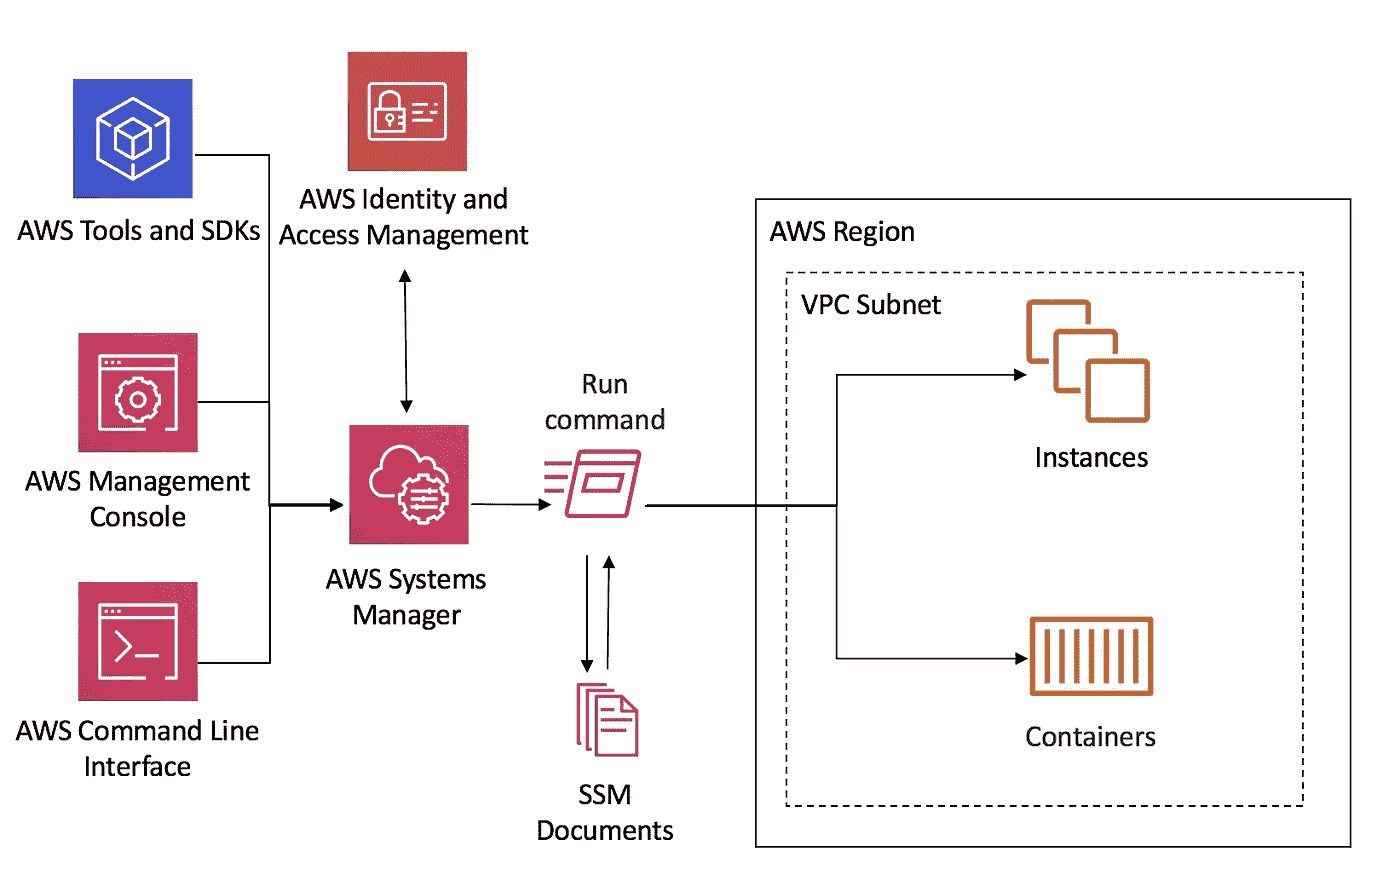 AWS Tools and SDKs
AWS Identity and
Access Management
AWS Management
Console
AWS Command Line
Interface
AWS Systems
Manager
Run
command
SSM
Documents
AWS Region
VPC Subnet
Instances
Containers